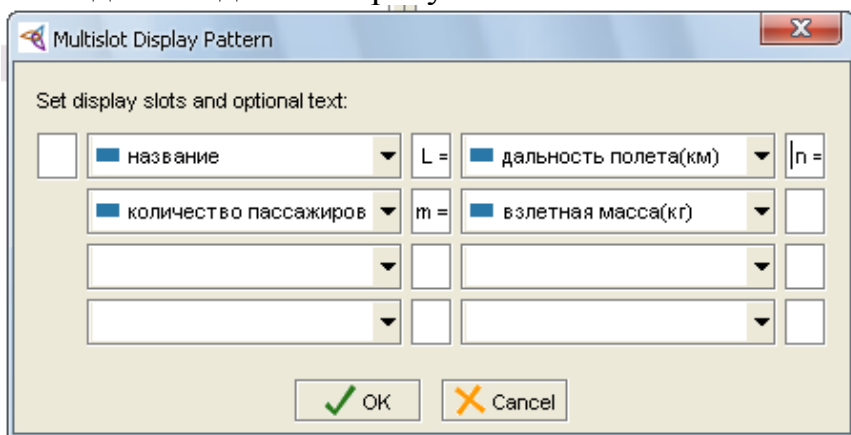 Multislot Display Pattern
Set display slots and optional text:
название L = дальность полета(км) n =
количество пассажиров m = взлетная масса(кг)
OK Cancel